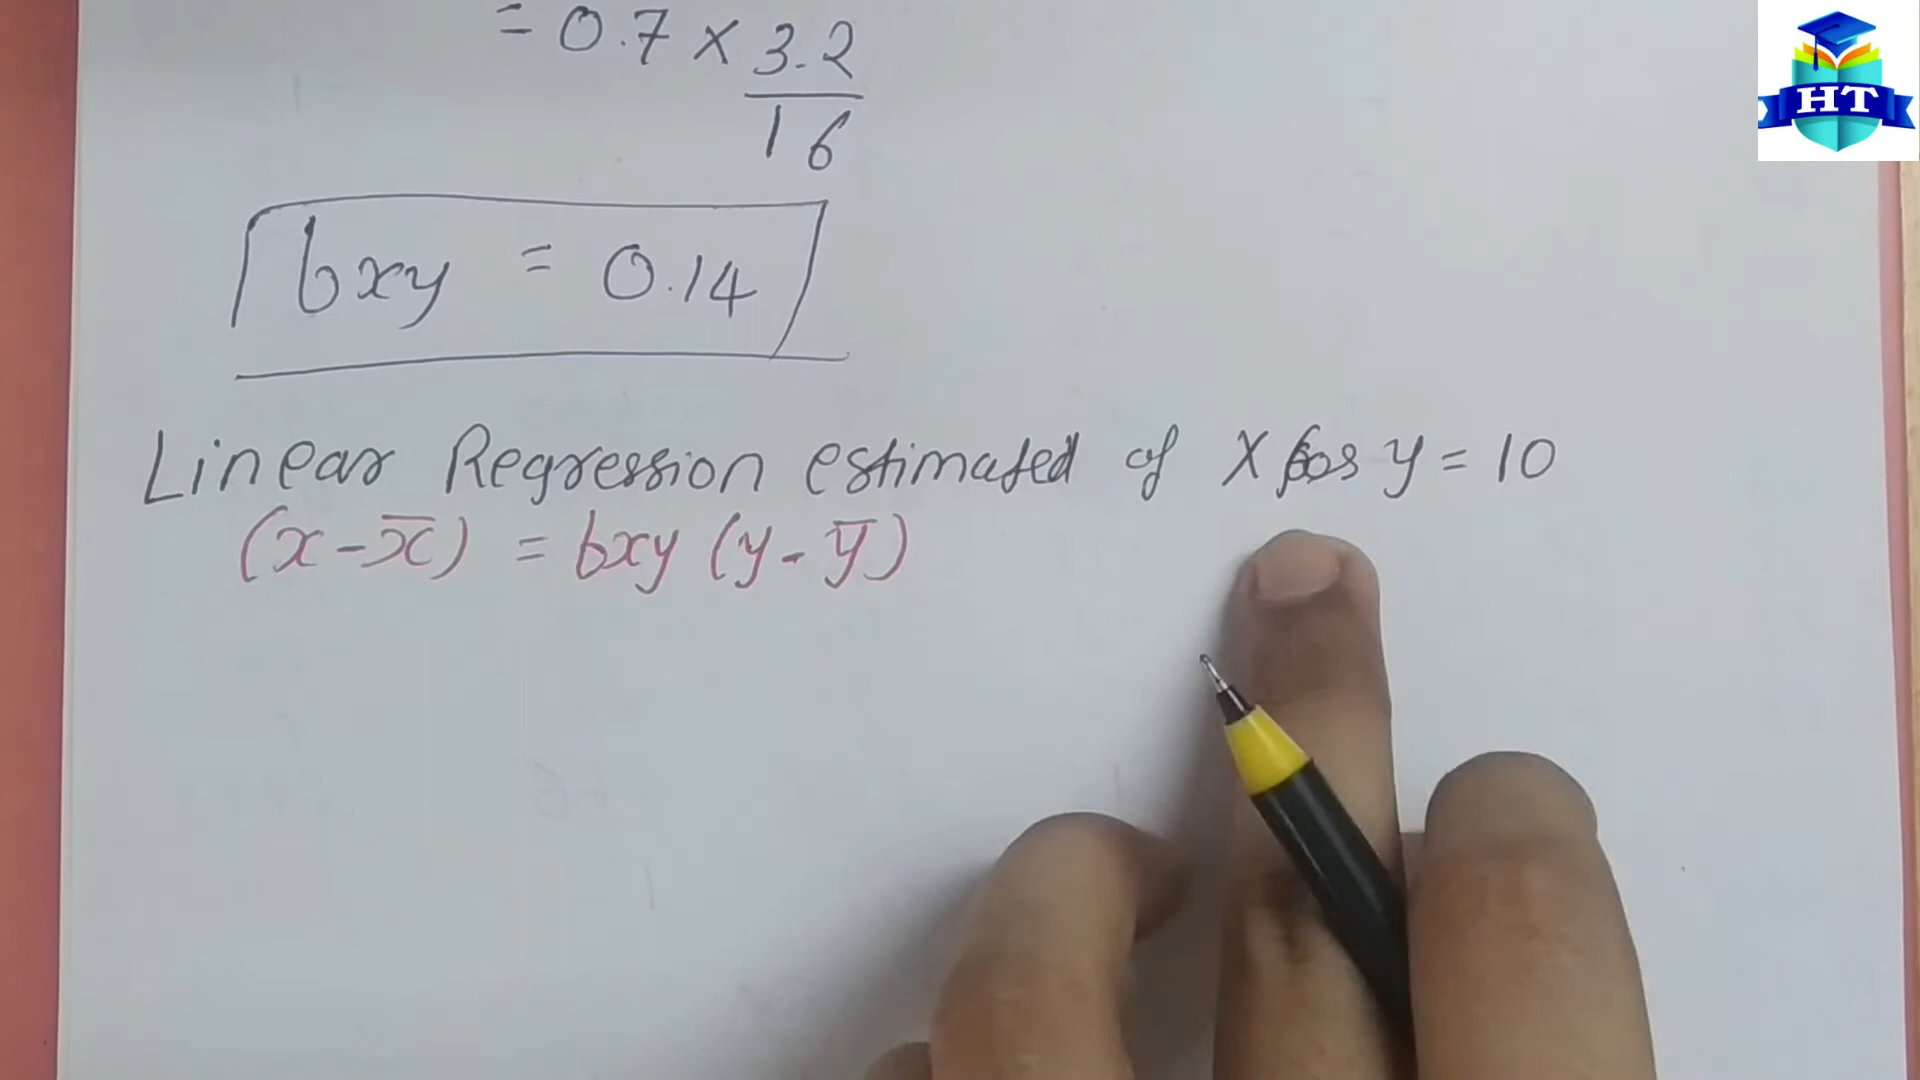 = 0.7 × 3.2
16
bxy = 0.14
Linear Regression estimated of X for y = 10
(x - x̅) = bxy (y - y̅)
HT